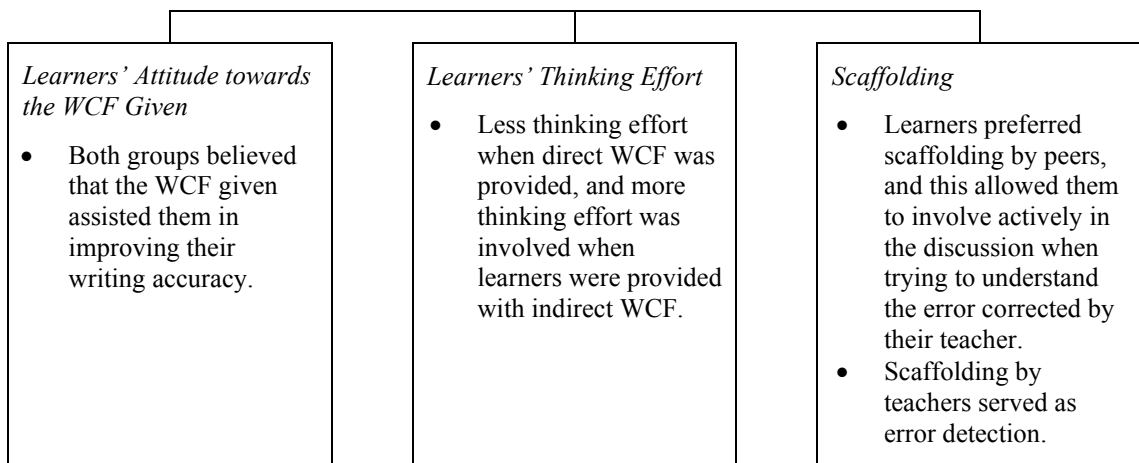 Learners' Attitude towards
the WCF Given
• Both groups believed
that the WCF given
assisted them in
improving their
writing accuracy.
Learners' Thinking Effort
• Less thinking effort
when direct WCF was
provided, and more
thinking effort was
involved when
learners were provided
with indirect WCF.
Scaffolding
• Learners preferred
scaffolding by peers,
and this allowed them
to involve actively in
the discussion when
trying to understand
the error corrected by
their teacher.
• Scaffolding by
teachers served as
error detection.